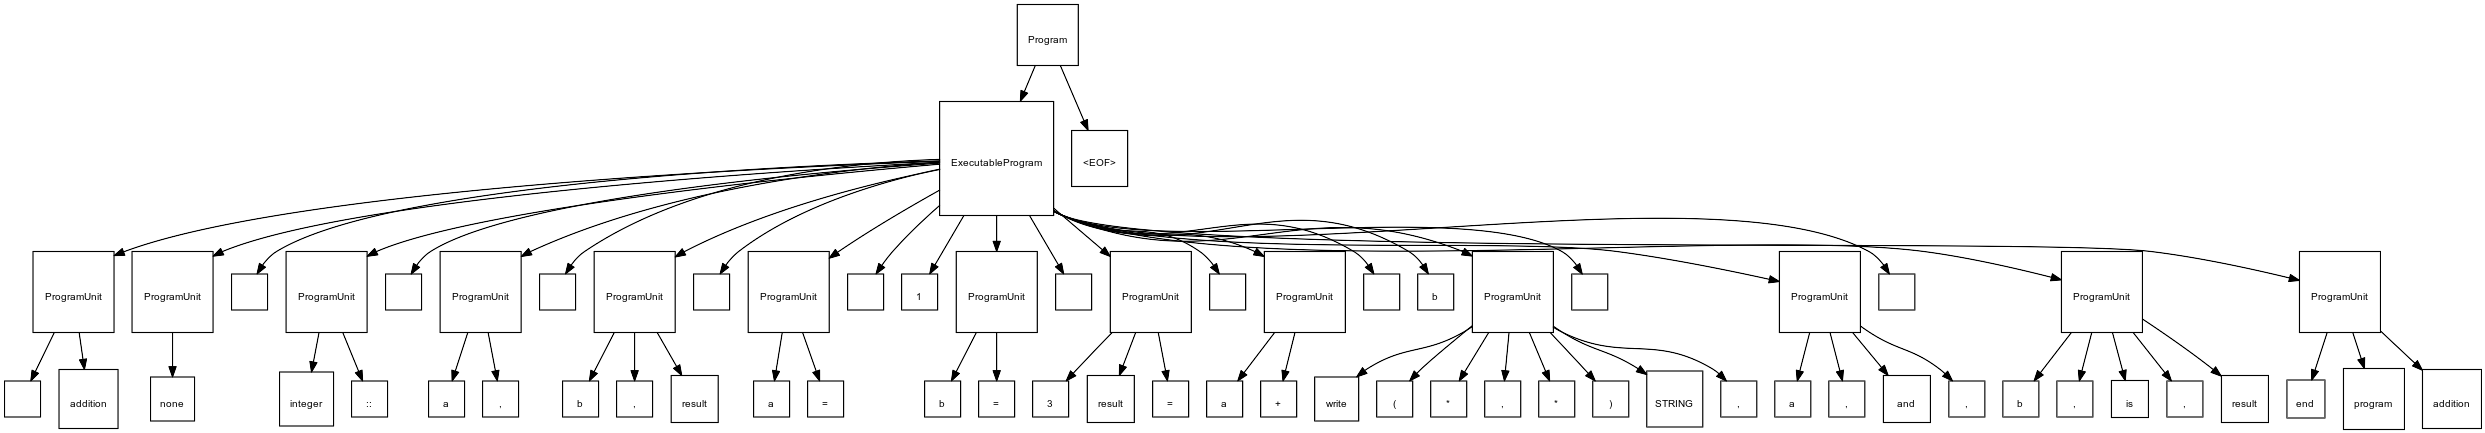 Program
ExecutableProgram <EOF>
ProgramUnit ProgramUnit ProgramUnit ProgramUnit ProgramUnit ProgramUnit 1 ProgramUnit ProgramUnit ProgramUnit b ProgramUnit ProgramUnit ProgramUnit ProgramUnit
addition none integer :: a , b , result a = b = 3 result = a + write ( * , * ) STRING , a , and , b , is , result end program addition